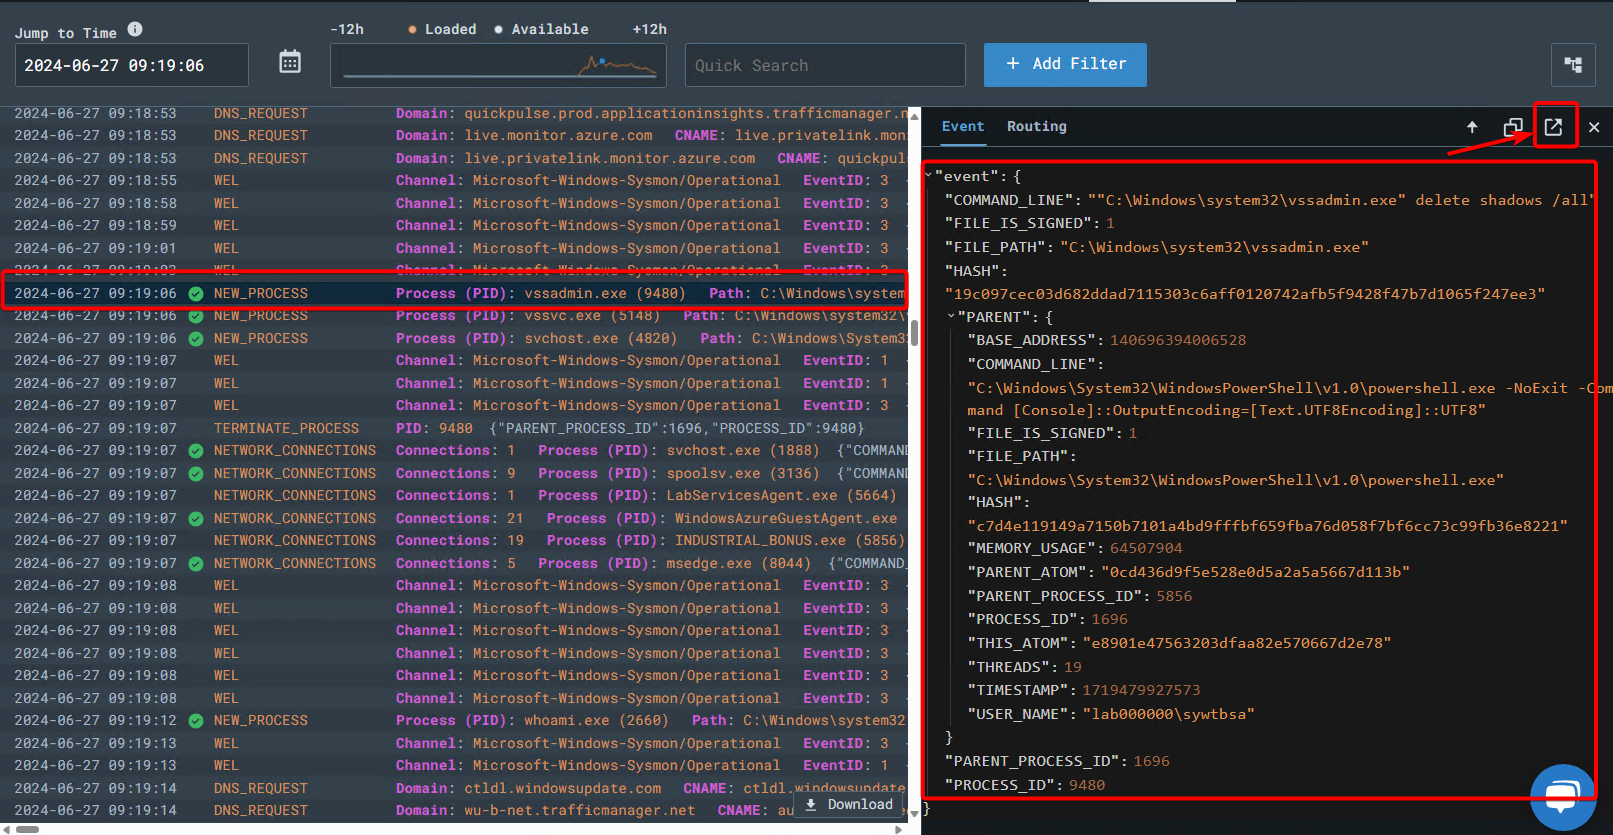 Jump to Time
-12h
Loaded
Available
+12h
2024-06-27 09:19:06
Quick Search
+ Add Filter
2024-06-27 09:18:53 DNS_REQUEST Domain: quickpulse.prod.applicationinsights.trafficmanager.n
2024-06-27 09:18:53 DNS_REQUEST Domain: live.monitor.azure.com CNAME: live.privatelink.mon
2024-06-27 09:18:53 DNS_REQUEST Domain: live.privatelink.monitor.azure.com CNAME: quickpu
2024-06-27 09:18:55 WEL Channel: Microsoft-Windows-Sysmon/Operational EventID: 3
2024-06-27 09:18:58 WEL Channel: Microsoft-Windows-Sysmon/Operational EventID: 3
2024-06-27 09:18:59 WEL Channel: Microsoft-Windows-Sysmon/Operational EventID: 3
2024-06-27 09:19:01 WEL Channel: Microsoft-Windows-Sysmon/Operational EventID: 3
2024-06-27 09:19:03 WEL Channel: Microsoft-Windows-Sysmon/Operational EventID: 3
2024-06-27 09:19:06 NEW_PROCESS Process (PID): vssadmin.exe (9480) Path: C:\Windows\system
2024-06-27 09:19:06 NEW_PROCESS Process (PID): vssvc.exe (5148) Path: C:\Windows\system32\v
2024-06-27 09:19:06 NEW_PROCESS Process (PID): svchost.exe (4820) Path: C:\Windows\System32
2024-06-27 09:19:07 WEL Channel: Microsoft-Windows-Sysmon/Operational EventID: 1
2024-06-27 09:19:07 WEL Channel: Microsoft-Windows-Sysmon/Operational EventID: 1
2024-06-27 09:19:07 WEL Channel: Microsoft-Windows-Sysmon/Operational EventID: 3
2024-06-27 09:19:07 TERMINATE_PROCESS PID: 9480 {"PARENT_PROCESS_ID":1696,"PROCESS_ID":9480}
2024-06-27 09:19:07 NETWORK_CONNECTIONS Connections: 1 Process (PID): svchost.exe (1888) {"COMMAND
2024-06-27 09:19:07 NETWORK_CONNECTIONS Connections: 9 Process (PID): spoolsv.exe (3136) {"COMMAND
2024-06-27 09:19:07 NETWORK_CONNECTIONS Connections: 1 Process (PID): LabServicesAgent.exe (5664)
2024-06-27 09:19:07 NETWORK_CONNECTIONS Connections: 21 Process (PID): WindowsAzureGuestAgent.exe
2024-06-27 09:19:07 NETWORK_CONNECTIONS Connections: 19 Process (PID): INDUSTRIAL_BONUS.exe (5856)
2024-06-27 09:19:07 NETWORK_CONNECTIONS Connections: 5 Process (PID): msedge.exe (8044) {"COMMAND_
2024-06-27 09:19:08 WEL Channel: Microsoft-Windows-Sysmon/Operational EventID: 3
2024-06-27 09:19:08 WEL Channel: Microsoft-Windows-Sysmon/Operational EventID: 3
2024-06-27 09:19:08 WEL Channel: Microsoft-Windows-Sysmon/Operational EventID: 3
2024-06-27 09:19:08 WEL Channel: Microsoft-Windows-Sysmon/Operational EventID: 3
2024-06-27 09:19:08 WEL Channel: Microsoft-Windows-Sysmon/Operational EventID: 3
2024-06-27 09:19:08 WEL Channel: Microsoft-Windows-Sysmon/Operational EventID: 3
2024-06-27 09:19:12 NEW_PROCESS Process (PID): whoami.exe (2660) Path: C:\Windows\system32
2024-06-27 09:19:13 WEL Channel: Microsoft-Windows-Sysmon/Operational EventID: 3
2024-06-27 09:19:13 WEL Channel: Microsoft-Windows-Sysmon/Operational EventID: 1
2024-06-27 09:19:14 DNS_REQUEST Domain: ctldl.windowsupdate.com CNAME: ctldl.windowsupdate
2024-06-27 09:19:14 DNS_REQUEST Domain: wu-b-net.trafficmanager.net CNAME: au
Download
Event Routing
"event": {
"COMMAND_LINE": ""C:\Windows\system32\vssadmin.exe" delete shadows /all"
"FILE_IS_SIGNED": 1
"FILE_PATH": "C:\Windows\system32\vssadmin.exe"
"HASH":
"19c097cec03d682ddad7115303c6aff0120742afb5f9428f47b7d1065f247ee3"
"PARENT": {
"BASE_ADDRESS": 140696394006528
"COMMAND_LINE":
"C:\Windows\System32\WindowsPowerShell\v1.0\powershell.exe -NoExit -Com
mand [Console]::OutputEncoding=[Text.UTF8Encoding]::UTF8"
"FILE_IS_SIGNED": 1
"FILE_PATH":
"C:\Windows\System32\WindowsPowerShell\v1.0\powershell.exe"
"HASH":
"c7d4e119149a7150b7101a4bd9fffbf659fba76d058f7bf6cc73c99fb36e8221"
"MEMORY_USAGE": 64507904
"PARENT_ATOM": "0cd436d9f5e528e0d5a2a5a5667d113b"
"PARENT_PROCESS_ID": 5856
"PROCESS_ID": 1696
"THIS_ATOM": "e8901e47563203dfaa82e570667d2e78"
"THREADS": 19
"TIMESTAMP": 1719479927573
"USER_NAME": "lab000000\sywtbsa"
}
"PARENT_PROCESS_ID": 1696
"PROCESS_ID": 9480
}